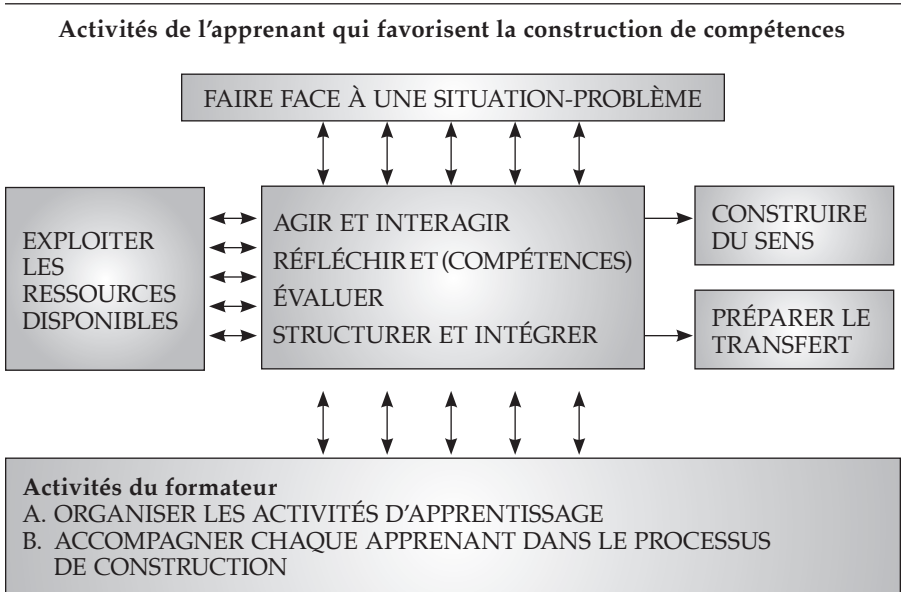 Activités de l'apprenant qui favorisent la construction de compétences
FAIRE FACE À UNE SITUATION-PROBLÈME
EXPLOITER
LES
RESSOURCES
DISPONIBLES
AGIR ET INTERAGIR
RÉFLÉCHIR ET (COMPÉTENCES)
ÉVALUER
STRUCTURER ET INTÉGRER
CONSTRUIRE
DU SENS
PRÉPARER LE
TRANSFERT
Activités du formateur
A. ORGANISER LES ACTIVITÉS D'APPRENTISSAGE
B. ACCOMPAGNER CHAQUE APPRENANT DANS LE PROCESSUS
DE CONSTRUCTION